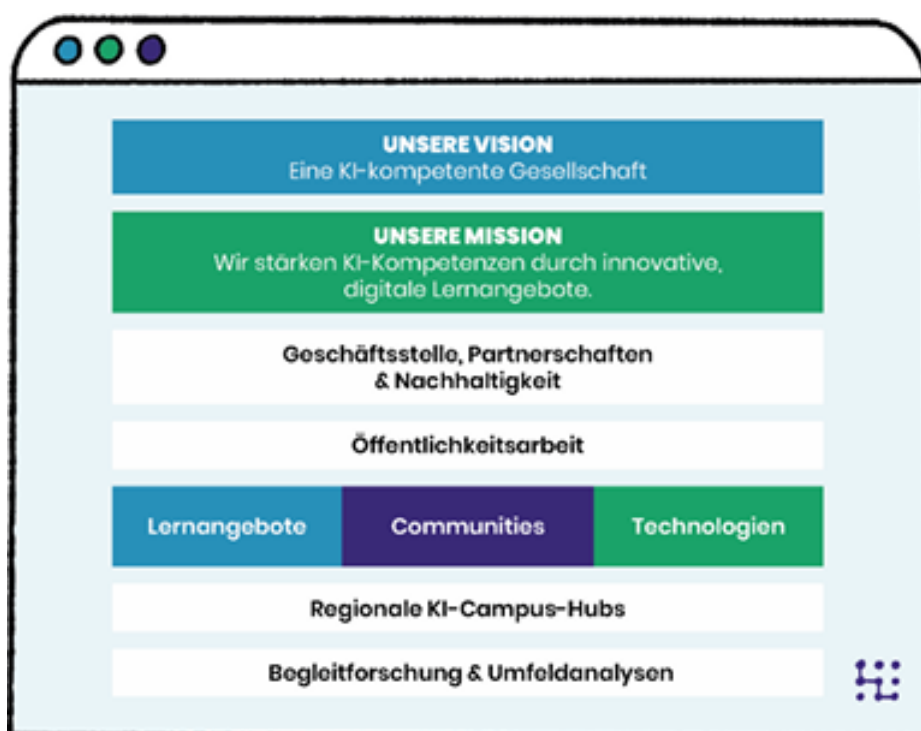 UNSERE VISION
Eine KI-kompetente Gesellschaft
UNSERE MISSION
Wir stärken KI-Kompetenzen durch innovative,
digitale Lernangebote.
Geschäftsstelle, Partnerschaften
& Nachhaltigkeit
Öffentlichkeitsarbeit
Lernangebote
Communities
Technologien
Regionale KI-Campus-Hubs
Begleitforschung & Umfeldanalysen